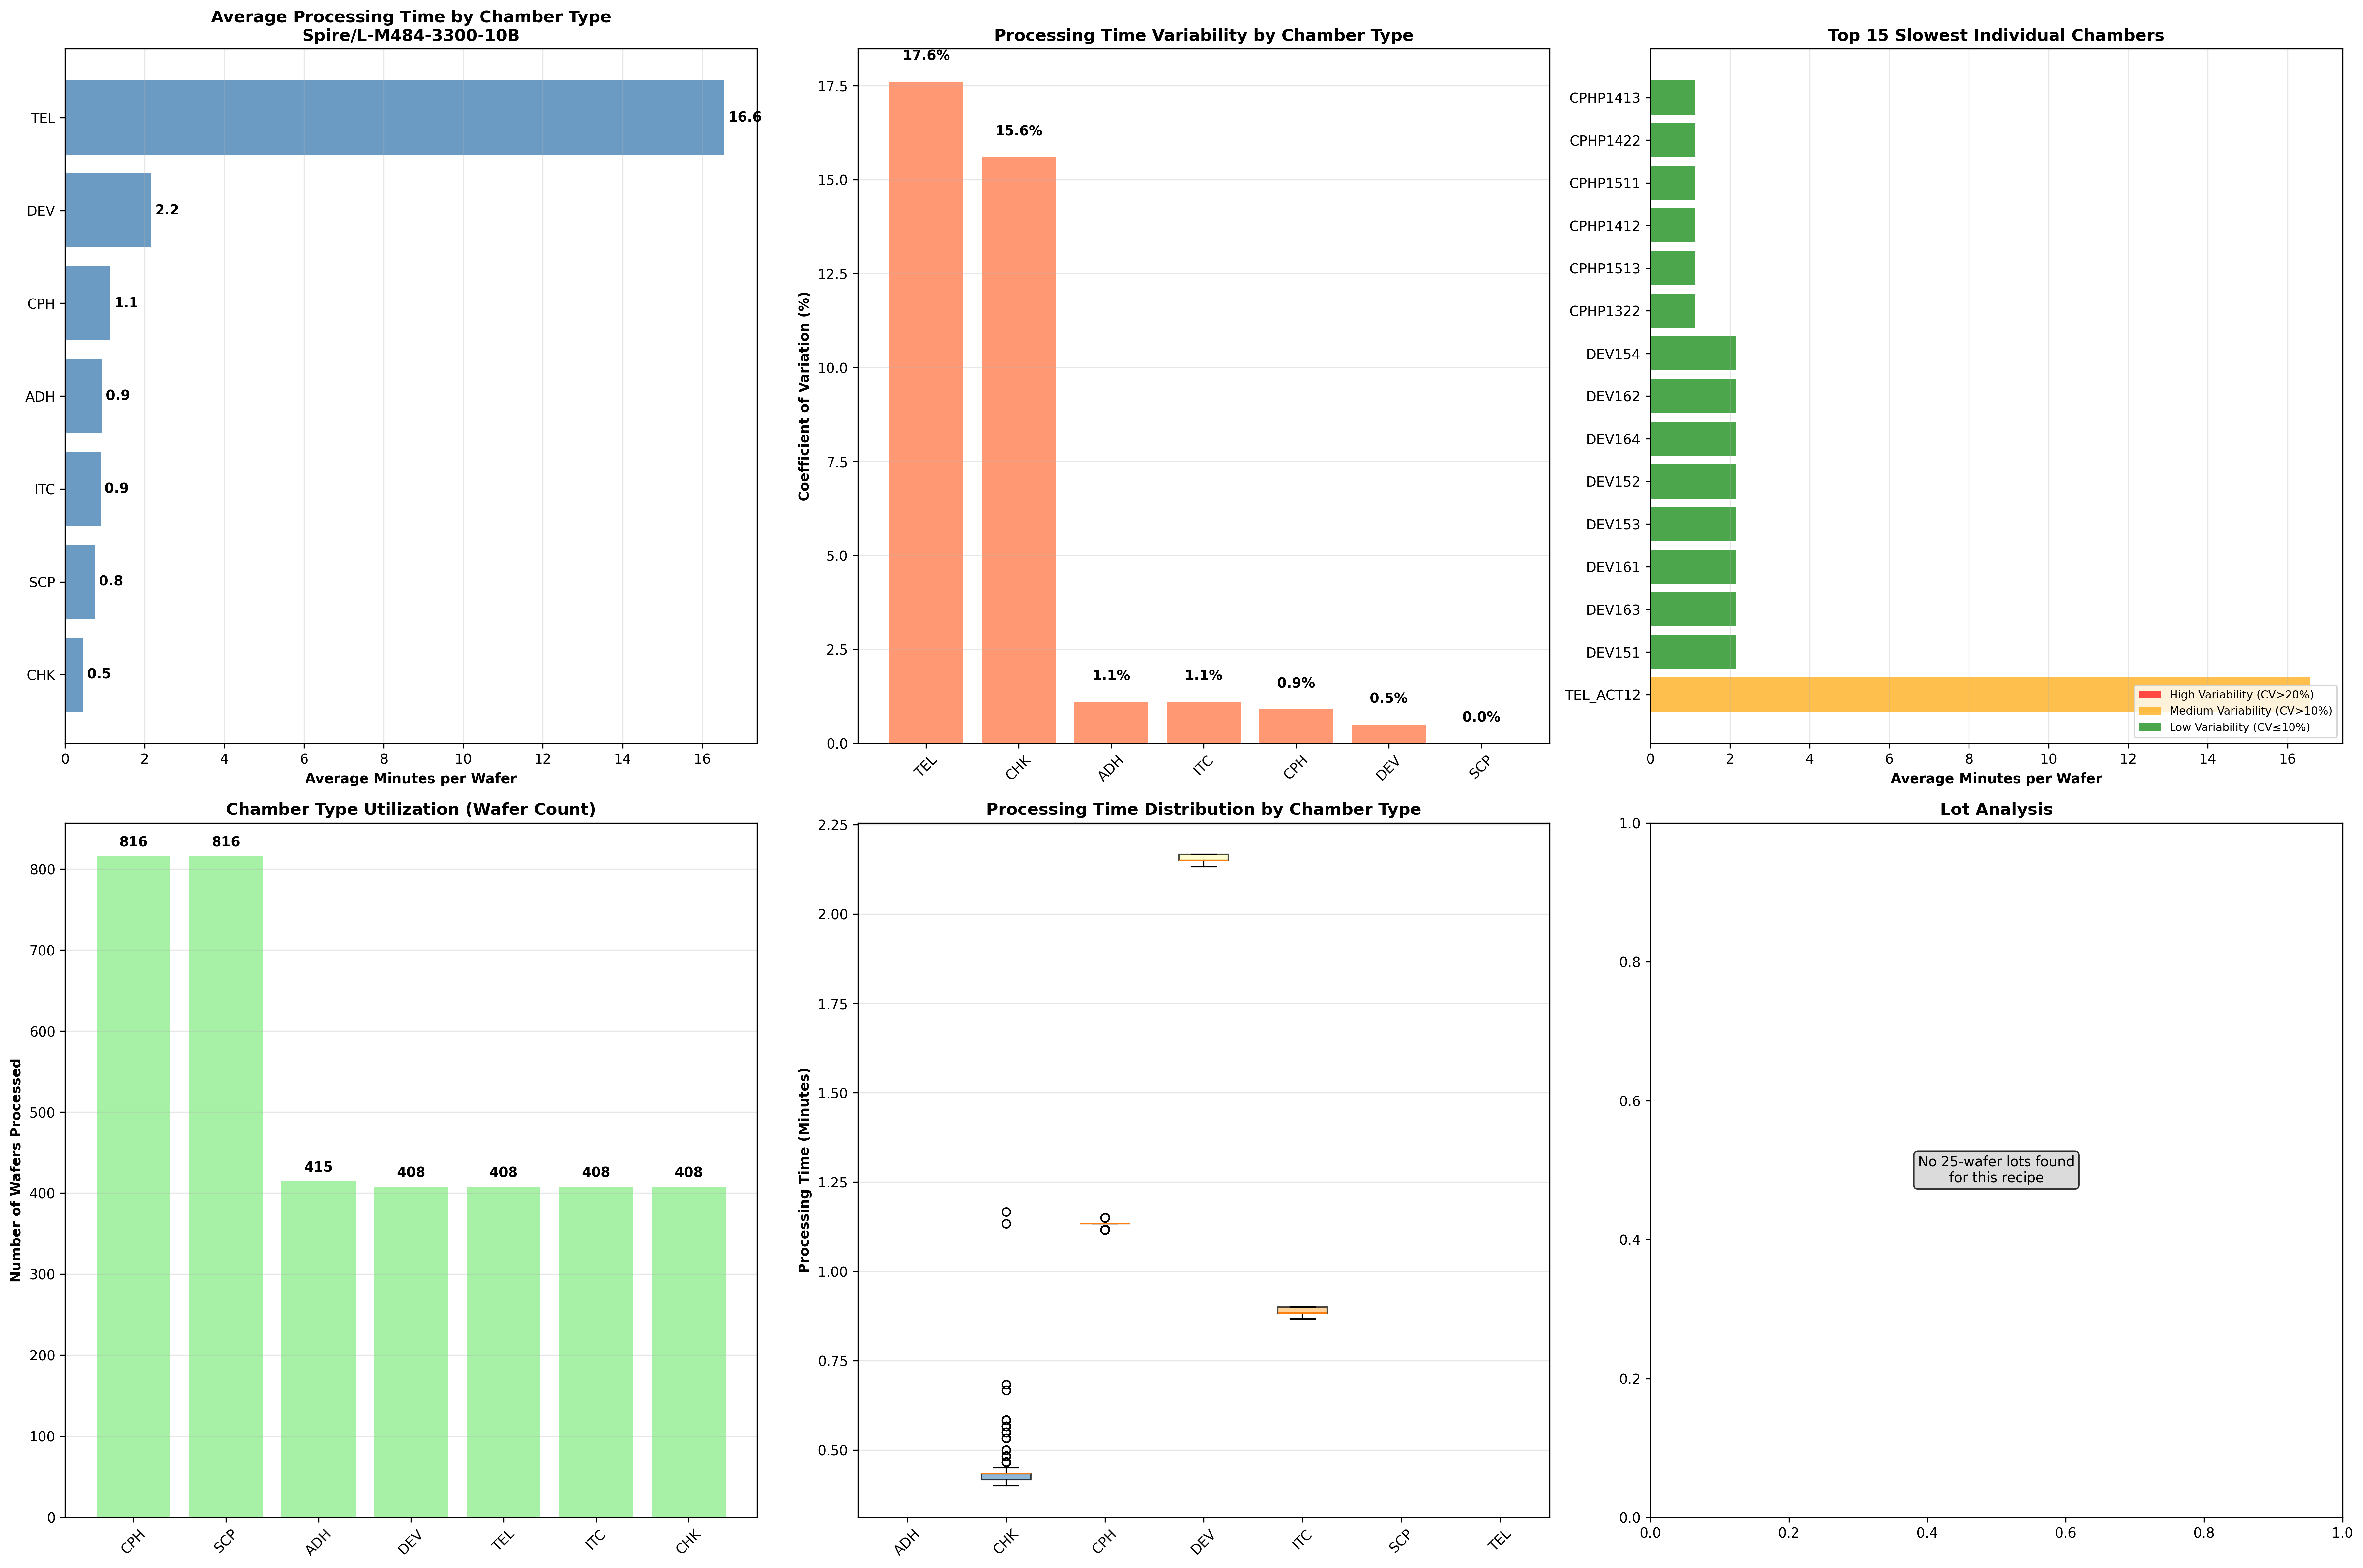 Average Processing Time by Chamber Type
Spire/L-M484-3300-10B
TEL
DEV
CPH
ADH
ITC
SCP
CHK
16.6
2.2
1.1
0.9
0.9
0.8
0.5
0 2 4 6 8 10 12 14 16
Average Minutes per Wafer
Processing Time Variability by Chamber Type
Coefficient of Variation (%)
17.5
15.0
12.5
10.0
7.5
5.0
2.5
0.0
17.6%
15.6%
1.1%
1.1%
0.9%
0.5%
0.0%
TEL CHK ADH ITC CPH DEV SCP
Top 15 Slowest Individual Chambers
CPHP1413
CPHP1422
CPHP1511
CPHP1412
CPHP1513
CPHP1322
DEV154
DEV162
DEV164
DEV152
DEV153
DEV161
DEV163
DEV151
TEL_ACT12
High Variability (CV>20%)
Medium Variability (CV>10%)
Low Variability (CV≤10%)
0 2 4 6 8 10 12 14 16
Average Minutes per Wafer
Chamber Type Utilization (Wafer Count)
Number of Wafers Processed
800
700
600
500
400
300
200
100
0
816 816 415 408 408 408 408
CPH SCP ADH DEV TEL ITC CHK
Processing Time Distribution by Chamber Type
Processing Time (Minutes)
2.25
2.00
1.75
1.50
1.25
1.00
0.75
0.50
ADH CHK CPH DEV ITC SCP TEL
Lot Analysis
1.0
0.8
0.6
0.4
0.2
0.0
No 25-wafer lots found
for this recipe
0.0 0.2 0.4 0.6 0.8 1.0